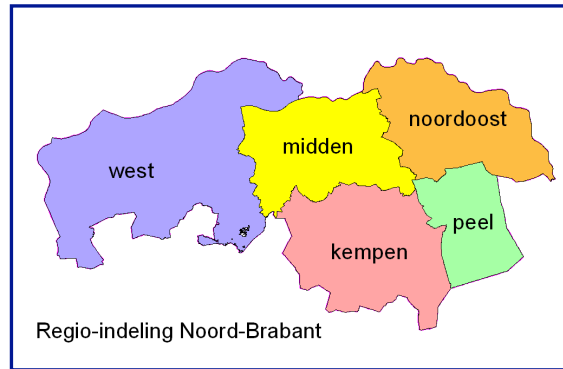 noordoost
midden
west
peel
kempen
Regio-indeling Noord-Brabant